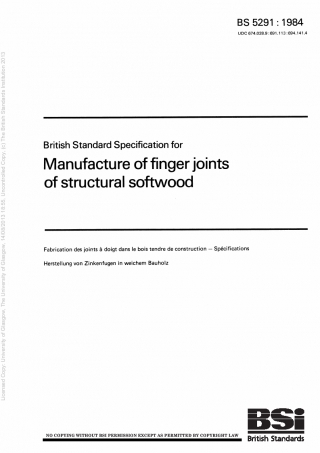 BS 5291 : 1984
UDC 674.028.9 : 691.113 : 694.141.4
British Standard Specification for
Manufacture of finger joints
of structural softwood
Fabrication des joints à doigt dans le bois tendre de construction — Spécifications
Herstellung von Zinkenfugen in weichem Bauholz
Licensed Copy: University of Glasgow, The University of Glasgow, 14/09/2013 19:55, Uncontrolled Copy, (c) The British Standards Institution 2013
BSi
British Standards
NO COPYING WITHOUT BSI PERMISSION EXCEPT AS PERMITTED BY COPYRIGHT LAW